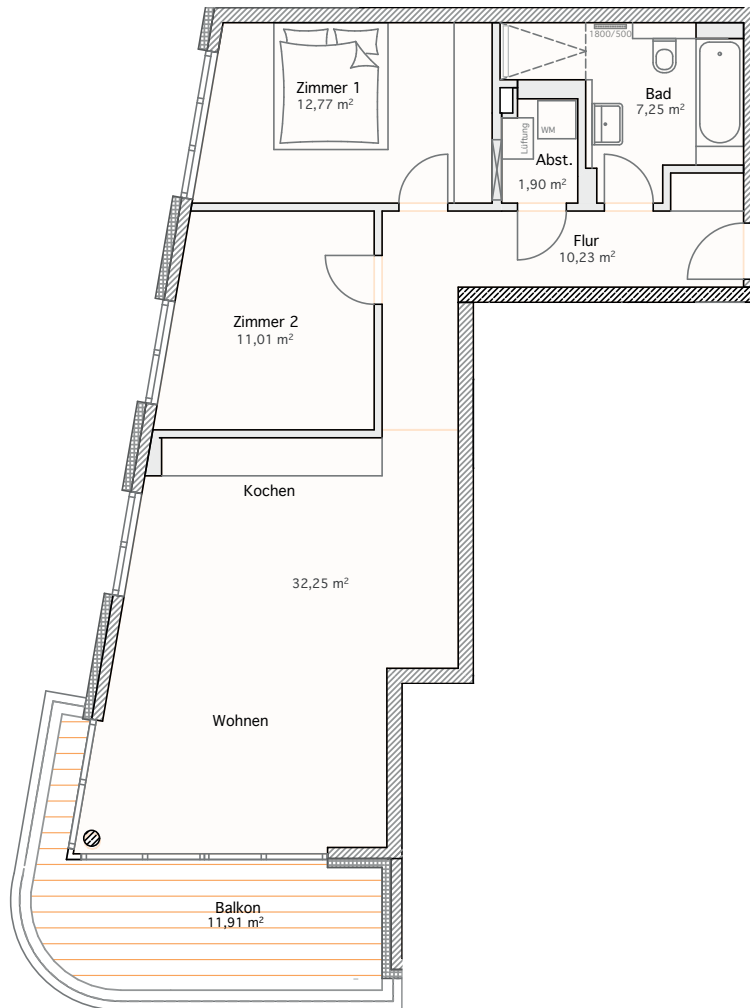 1800/500
Zimmer 1
12,77 m²
Bad
7,25 m²
Lüftung
WM
Abst.
1,90 m²
Flur
10,23 m²
Zimmer 2
11,01 m²
Kochen
32,25 m²
Wohnen
Balkon
11,91 m²